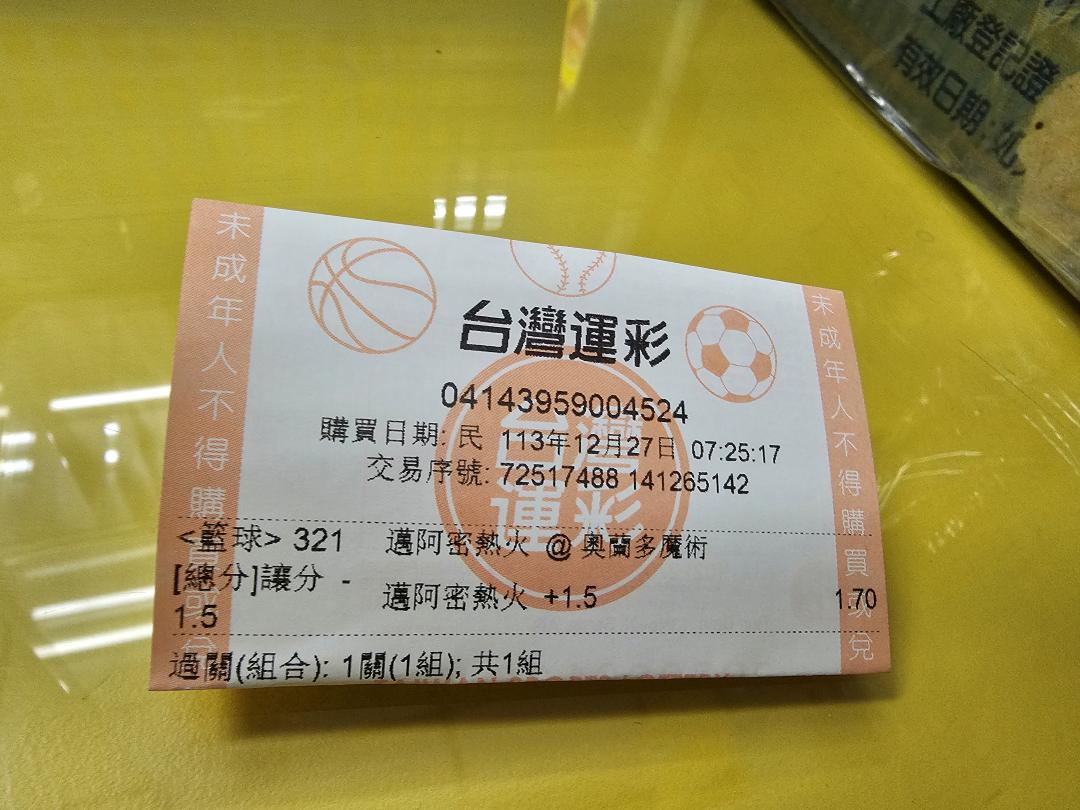 工廠登記證
有效日期:
未成年人不得購買或兌
未成年人不得購買或兌
台灣運彩
04143959004524
購買日期: 民 113年12月27日 07:25:17
交易序號: 72517488 141265142
台灣運彩
<籃球> 321 邁阿密熱火 @ 奧蘭多魔術
[總分]讓分 - 1.5 邁阿密熱火 +1.5 1.70
過關(組合): 1關(1組); 共1組